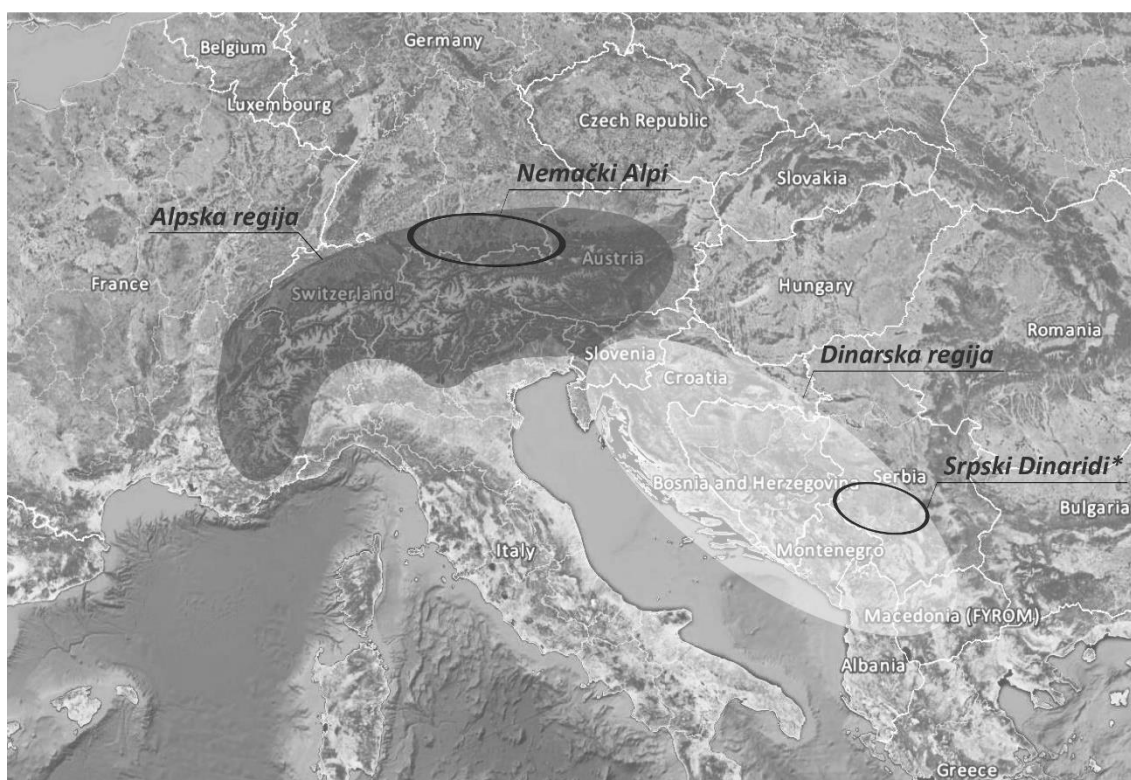 Belgium
Germany
Luxembourg
Czech Republic
Nemački Alpi
Slovakia
Alpska regija
Austria
France
Switzerland
Hungary
Romania
Slovenia
Dinarska regija
Croatia
Srpski Dinaridi*
Serbia
Bosnia and Herzegovina
Bulgaria
Italy
Montenegro
Macedonia (FYROM)
Albania
Greece